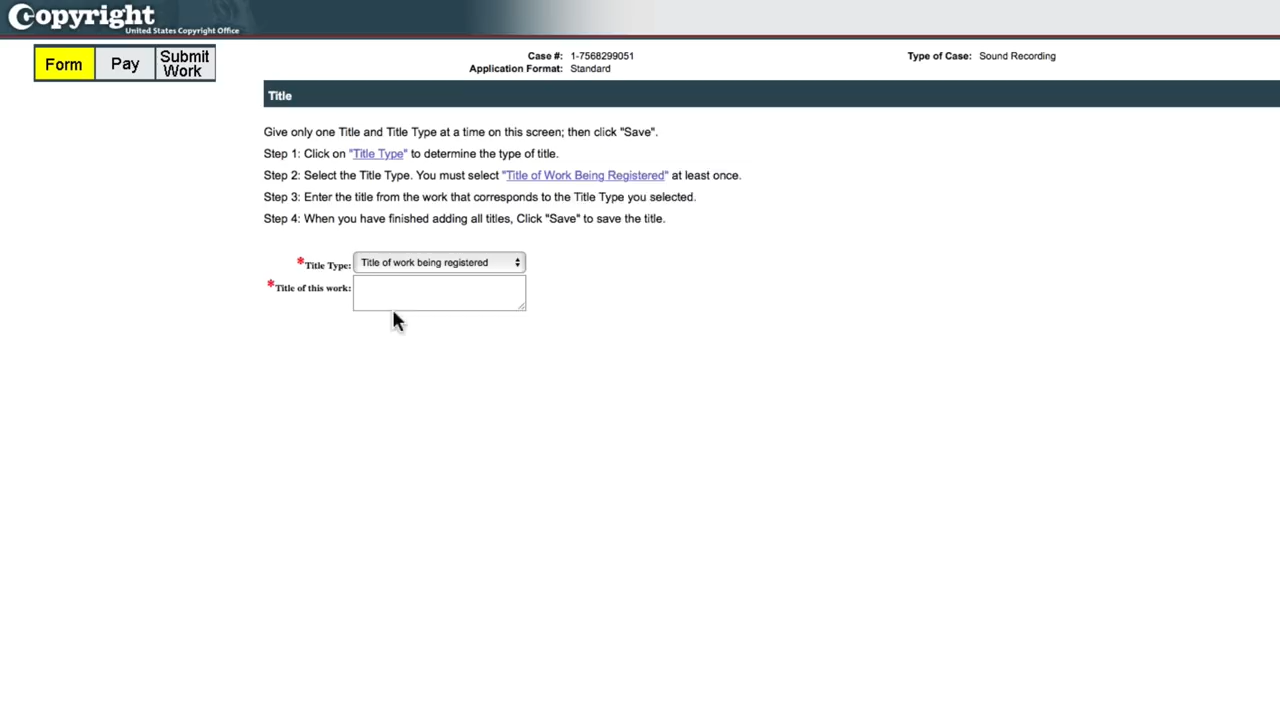 Copyright
United States Copyright Office
Form
Pay
Submit
Work
Case #: 1-7568299051
Application Format: Standard
Type of Case: Sound Recording
Title
Give only one Title and Title Type at a time on this screen; then click "Save".
Step 1: Click on "Title Type" to determine the type of title.
Step 2: Select the Title Type. You must select "Title of Work Being Registered" at least once.
Step 3: Enter the title from the work that corresponds to the Title Type you selected.
Step 4: When you have finished adding all titles, Click "Save" to save the title.
*Title Type: Title of work being registered
*Title of this work: